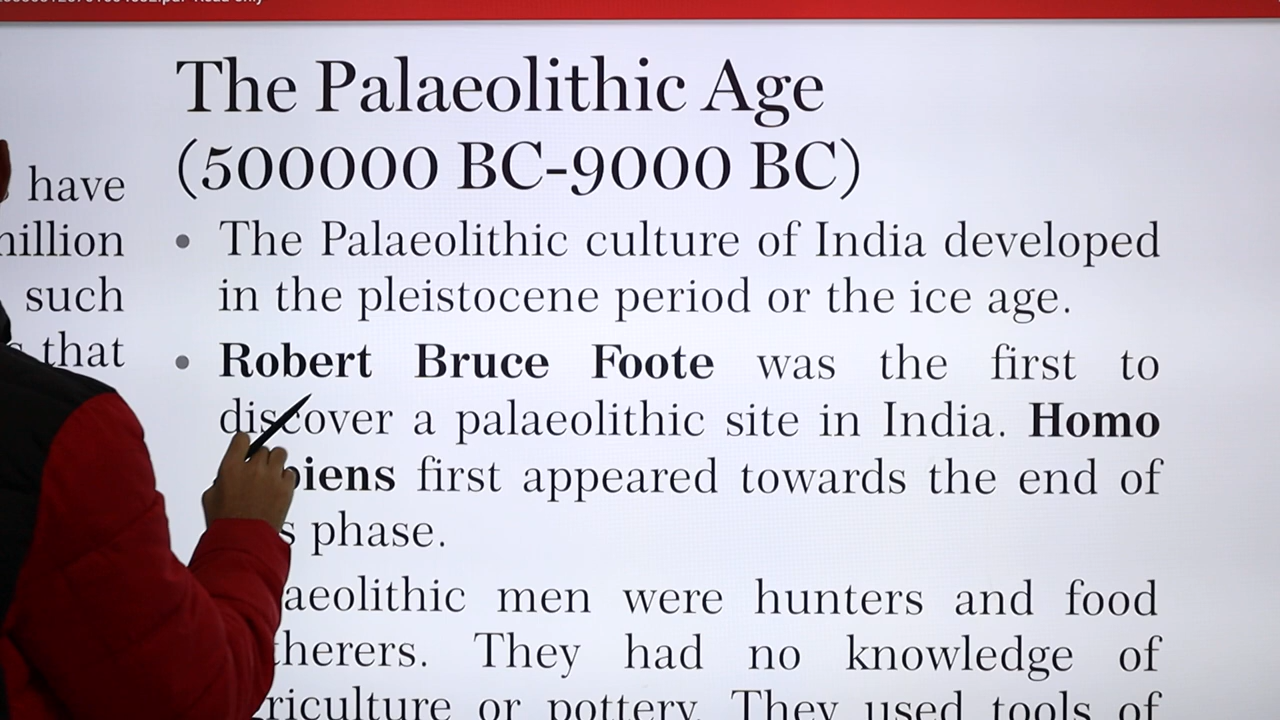 have
such
that
The Palaeolithic Age
(500000 BC-9000 BC)
• The Palaeolithic culture of India developed
in the pleistocene period or the ice age.
• Robert Bruce Foote was the first to
discover a palaeolithic site in India. Homo
first appeared towards the end of
phase.
men were hunters and food
They had no knowledge of
or pottery. They used tools of